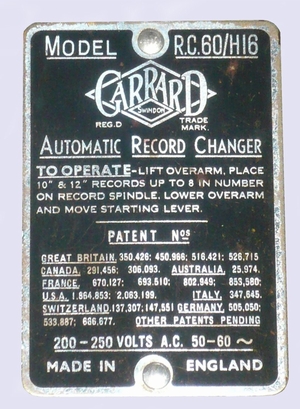 MODEL R.C.60/H16
GARRARD
SWINDON
REG.D TRADE MARK.
AUTOMATIC RECORD CHANGER
TO OPERATE-LIFT OVERARM, PLACE
10" & 12" RECORDS UP TO 8 IN NUMBER
ON RECORD SPINDLE. LOWER OVERARM
AND MOVE STARTING LEVER.
PATENT Nos
GREAT BRITAIN, 350,426; 450,966; 516,421; 526,715
CANADA, 291,456; 306,093. AUSTRALIA, 25,974.
FRANCE, 670,127; 693,510; 802,949; 853,580;
U.S.A. 1,864,853; 2,063,199. ITALY, 347,645.
SWITZERLAND, 137,307; 147,551 GERMANY, 505,050;
533,887; 666,677. OTHER PATENTS PENDING
200-250 VOLTS A.C. 50-60 ~
MADE IN ENGLAND